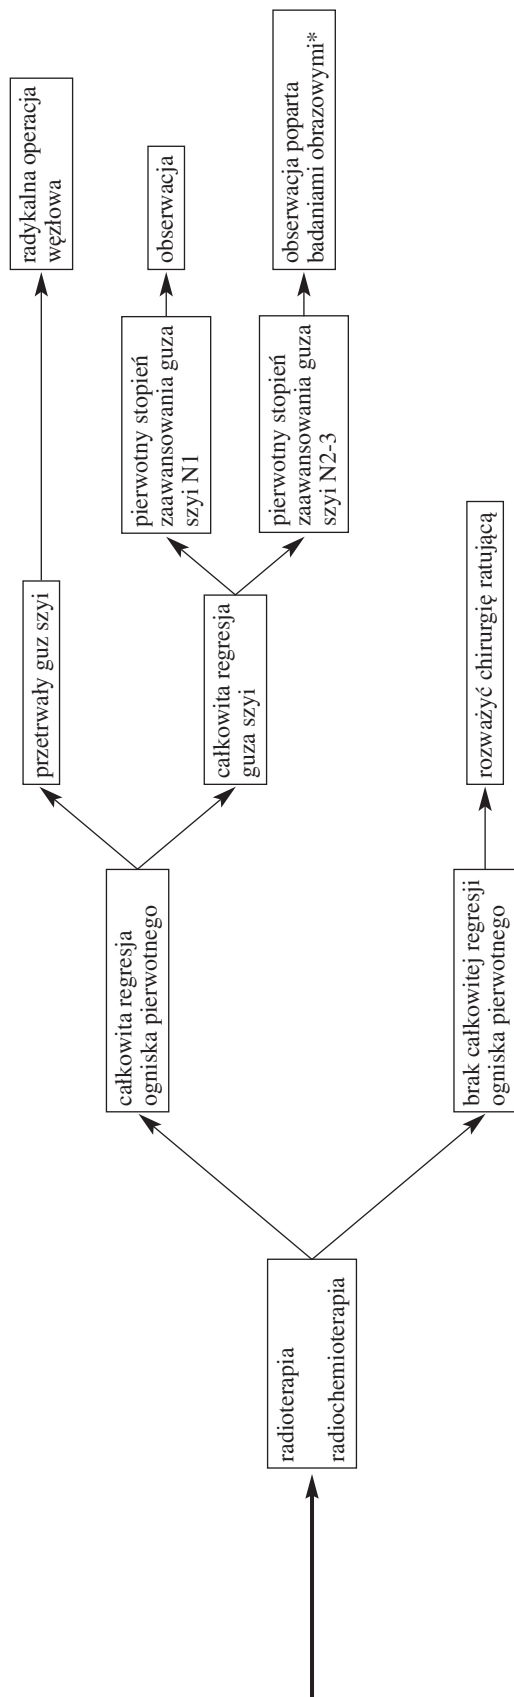 radioterapia
radiochemioterapia
całkowita regresja
ogniska pierwotnego
brak całkowitej regresji
ogniska pierwotnego
przetrwały guz szyi
całkowita regresja
guza szyi
rozważyć chirurgię ratującą
pierwotny stopień
zaawansowania guza
szyi N1
pierwotny stopień
zaawansowania guza
szyi N2-3
radykalna operacja
węzłowa
obserwacja
obserwacja poparta
badaniami obrazowymi*